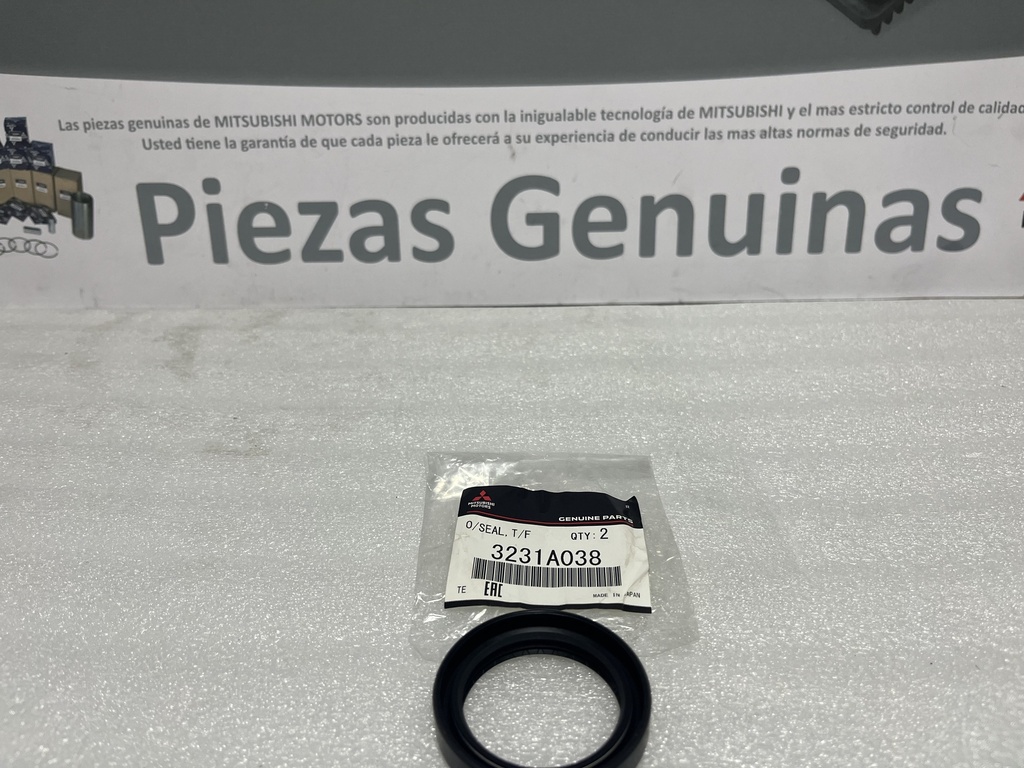 Las piezas genuinas de MITSUBISHI MOTORS son producidas con la inigualable tecnología de MITSUBISHI y el mas estricto control de calidad
Usted tiene la garantía de que cada pieza le ofrecerá a su experiencia de conducir las mas altas normas de seguridad.
Piezas Genuinas
MITSUBISHI
MOTORS
GENUINE PARTS
O/SEAL, T/F QTY: 2
3231A038
TE EAC MADE IN JAPAN